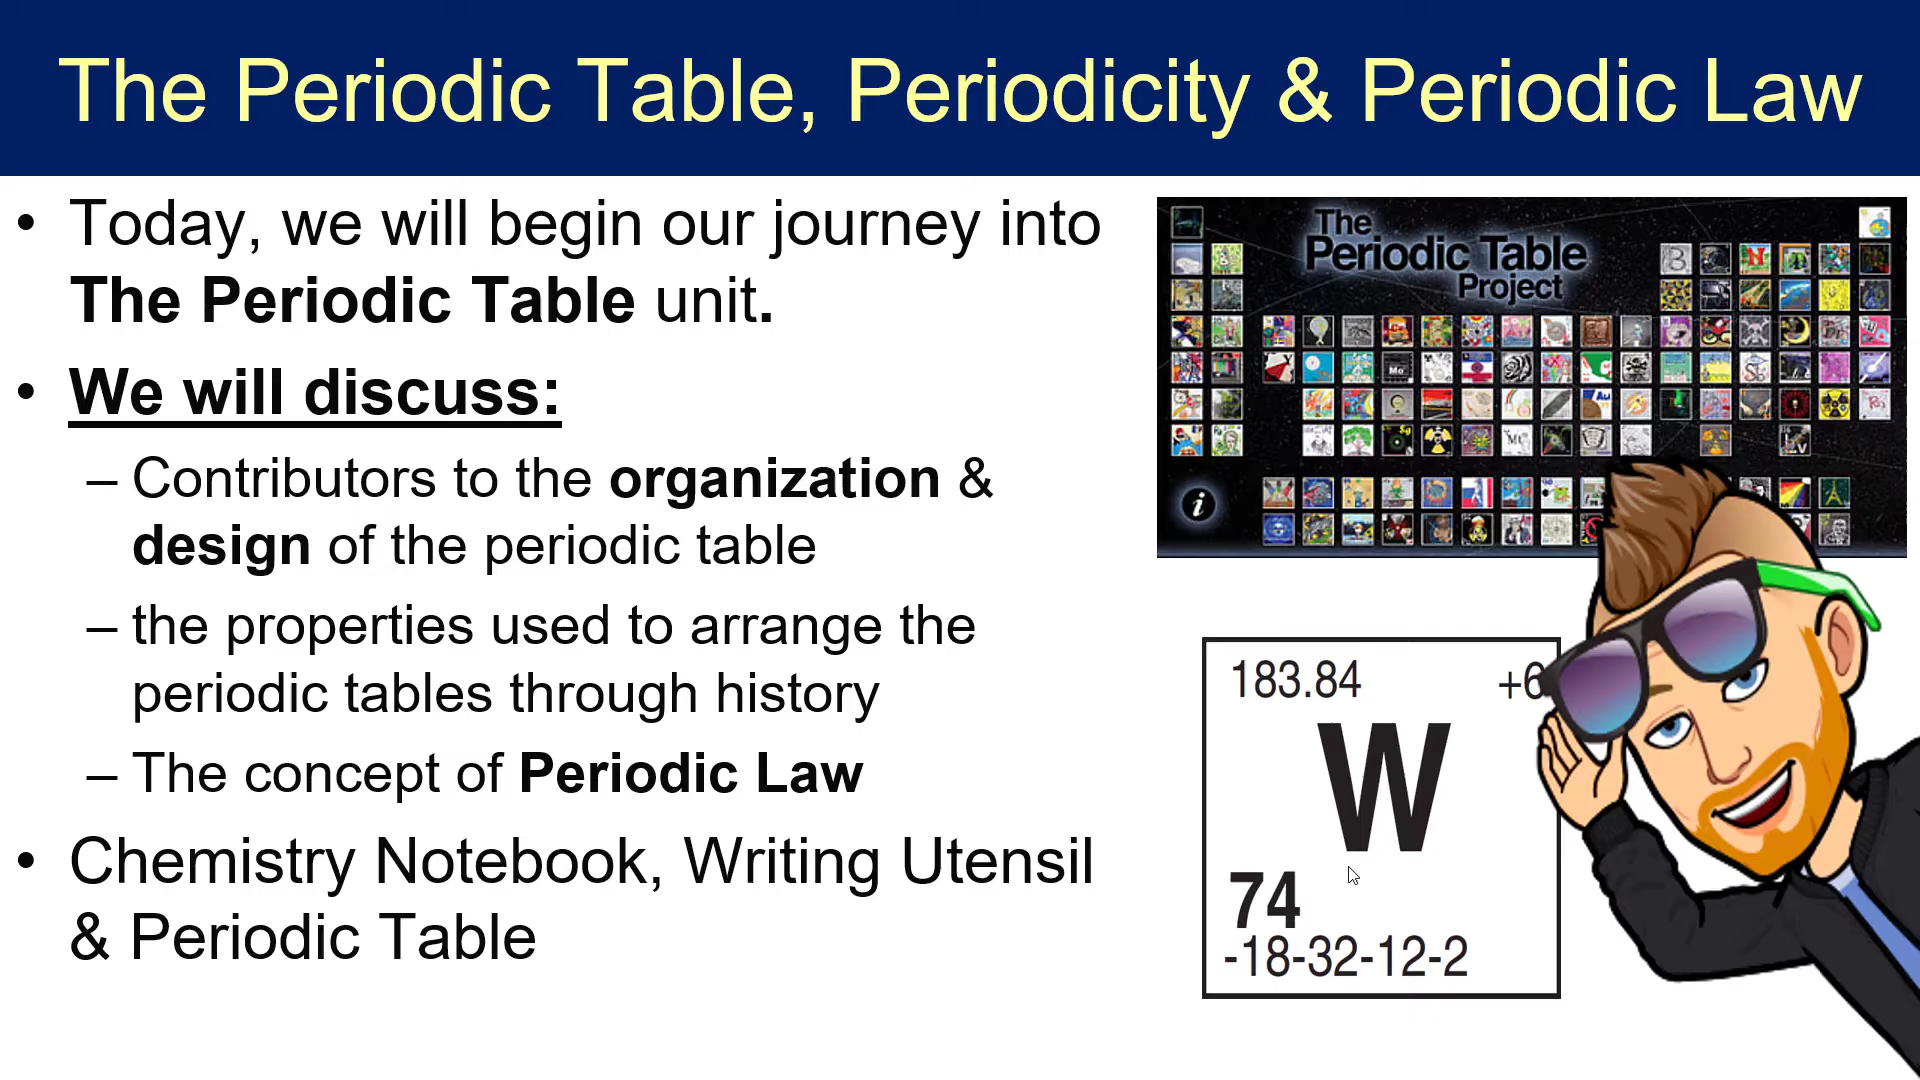 The Periodic Table, Periodicity & Periodic Law
• Today, we will begin our journey into
The Periodic Table unit.
• We will discuss:
– Contributors to the organization &
design of the periodic table
– the properties used to arrange the
periodic tables through history
– The concept of Periodic Law
• Chemistry Notebook, Writing Utensil
& Periodic Table
The
Periodic Table
Project
i
183.84
+6
W
74
-18-32-12-2